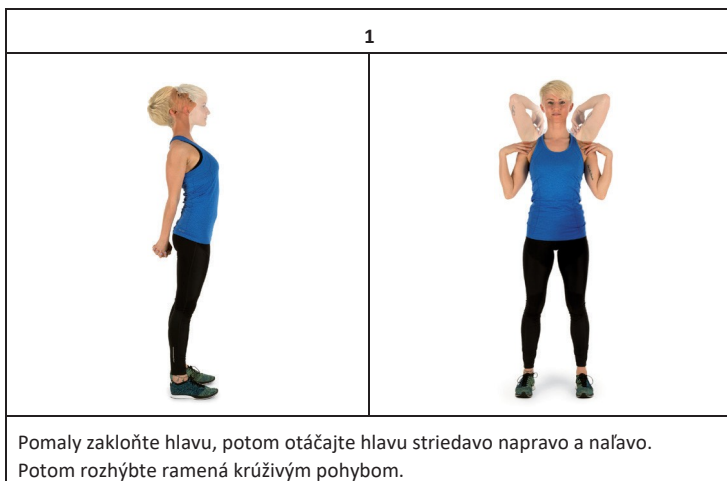 1
Pomaly zakloňte hlavu, potom otáčajte hlavu striedavo napravo a naľavo.
Potom rozhýbte ramená krúživým pohybom.